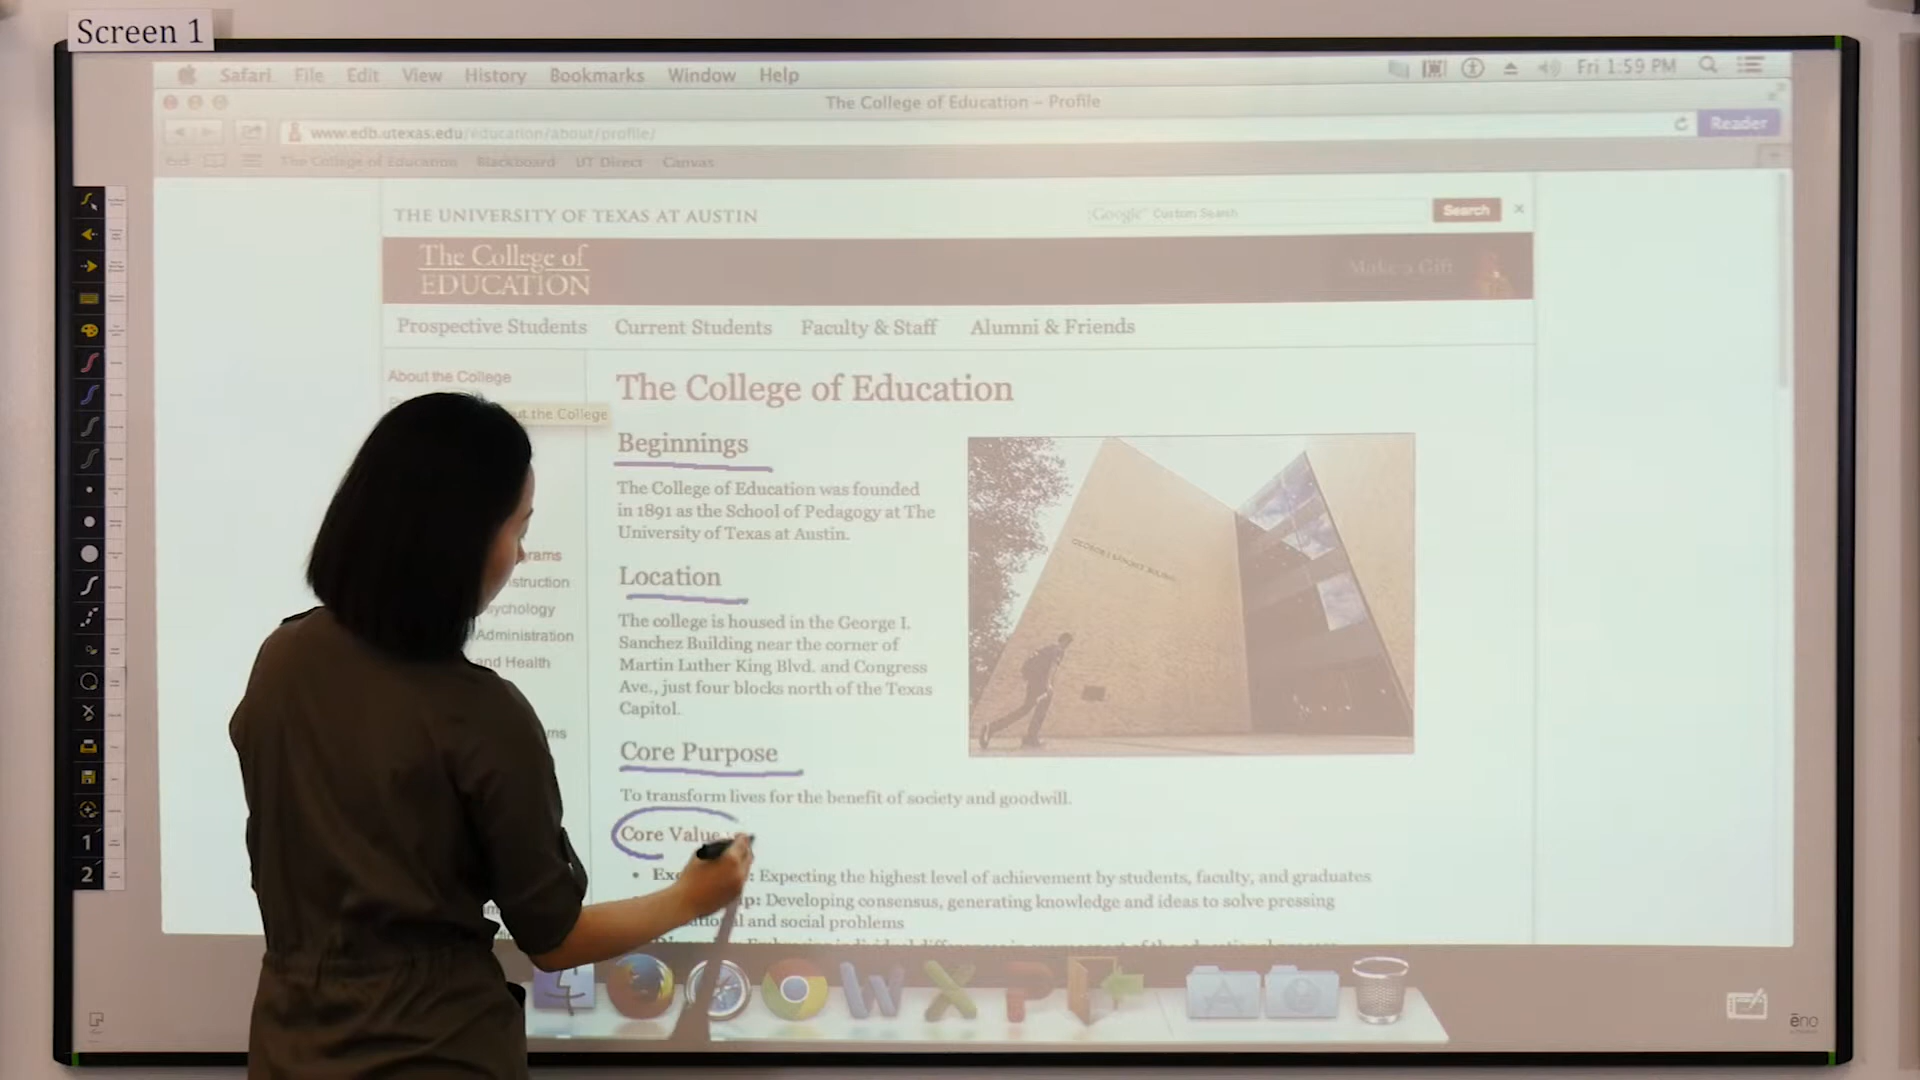 Screen 1
Safari File Edit View History Bookmarks Window Help
Fri 1:59 PM
The College of Education – Profile
www.edb.utexas.edu/education/about/profile/
Reader
The College of Education Blackboard UT Direct Canvas
THE UNIVERSITY OF TEXAS AT AUSTIN
Google Custom Search
Search
The College of
EDUCATION
Make a Gift
Prospective Students Current Students Faculty & Staff Alumni & Friends
About the College
the College
The College of Education
Beginnings
The College of Education was founded
in 1891 as the School of Pedagogy at The
University of Texas at Austin.
Location
The college is housed in the George I.
Sanchez Building near the corner of
Martin Luther King Blvd. and Congress
Ave., just four blocks north of the Texas
Capitol.
GEORGE I SANCHEZ BUILDING
Administration
and Health
Core Purpose
To transform lives for the benefit of society and goodwill.
Core Value
Expecting the highest level of achievement by students, faculty, and graduates
Developing consensus, generating knowledge and ideas to solve pressing
and social problems
1
2
W X P
eno